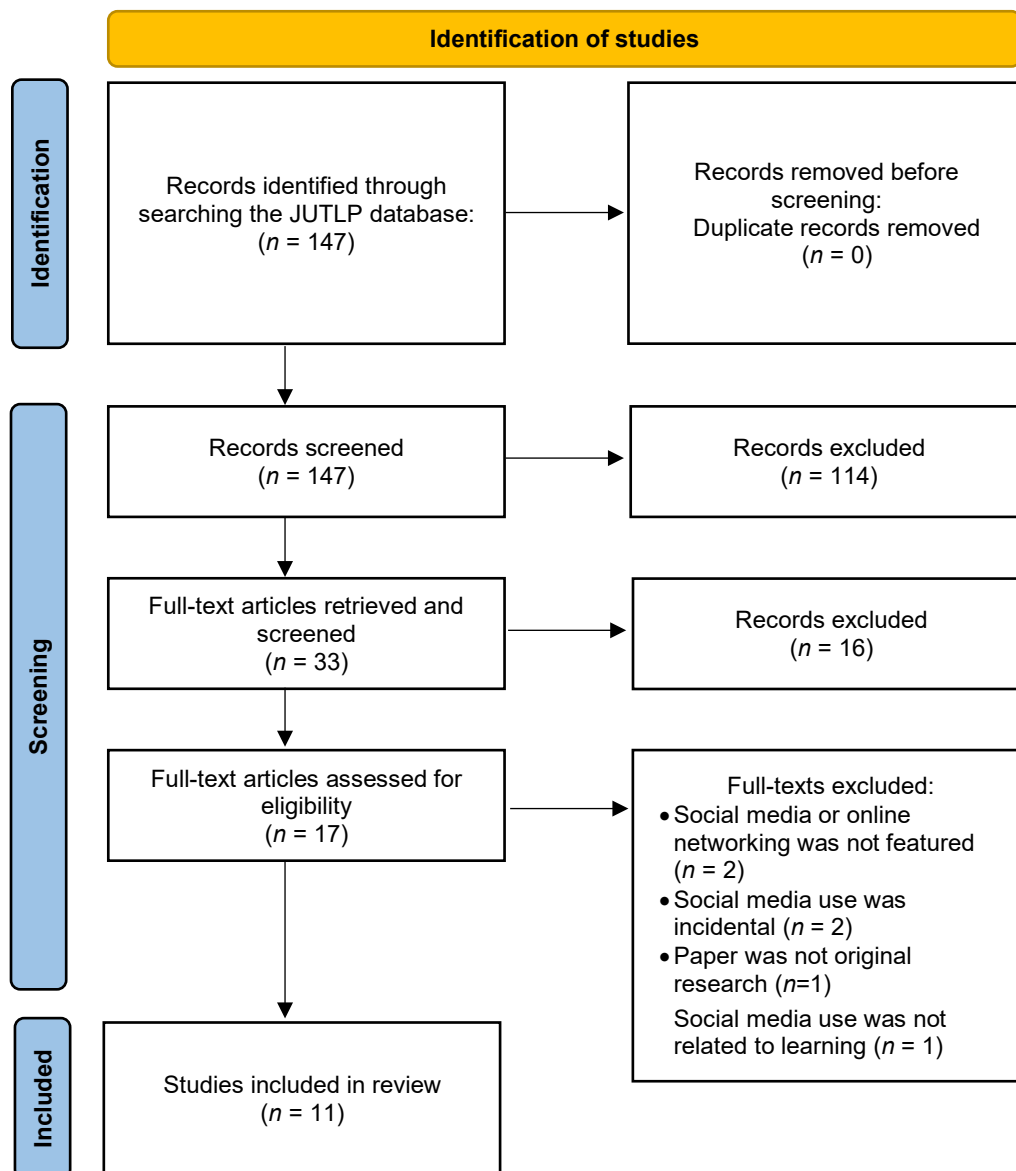 Identification of studies
Identification
Records identified through
searching the JUTLP database:
(n = 147)
Records removed before
screening:
Duplicate records removed
(n = 0)
Screening
Records screened
(n = 147)
Records excluded
(n = 114)
Full-text articles retrieved and
screened
(n = 33)
Records excluded
(n = 16)
Full-text articles assessed for
eligibility
(n = 17)
Full-texts excluded:
• Social media or online
networking was not featured
(n = 2)
• Social media use was
incidental (n = 2)
• Paper was not original
research (n=1)
Social media use was not
related to learning (n = 1)
Included
Studies included in review
(n = 11)